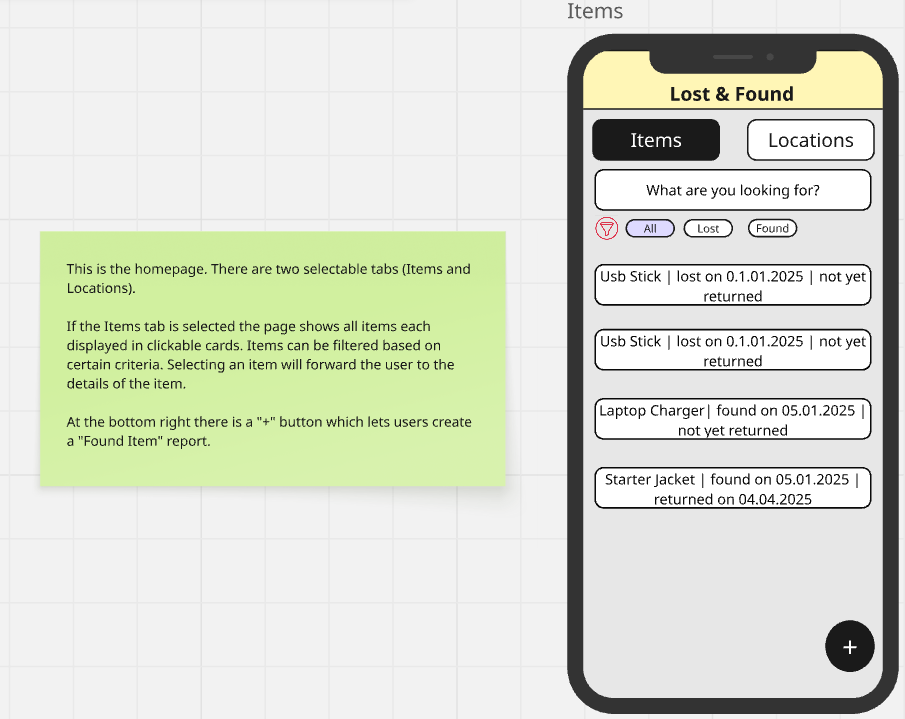 Items
This is the homepage. There are two selectable tabs (Items and
Locations).
If the Items tab is selected the page shows all items each
displayed in clickable cards. Items can be filtered based on
certain criteria. Selecting an item will forward the user to the
details of the item.
At the bottom right there is a "+" button which lets users create
a "Found Item" report.
Lost & Found
Items
Locations
What are you looking for?
All
Lost
Found
Usb Stick | lost on 0.1.01.2025 | not yet
returned
Usb Stick | lost on 0.1.01.2025 | not yet
returned
Laptop Charger| found on 05.01.2025 |
not yet returned
Starter Jacket | found on 05.01.2025 |
returned on 04.04.2025
+